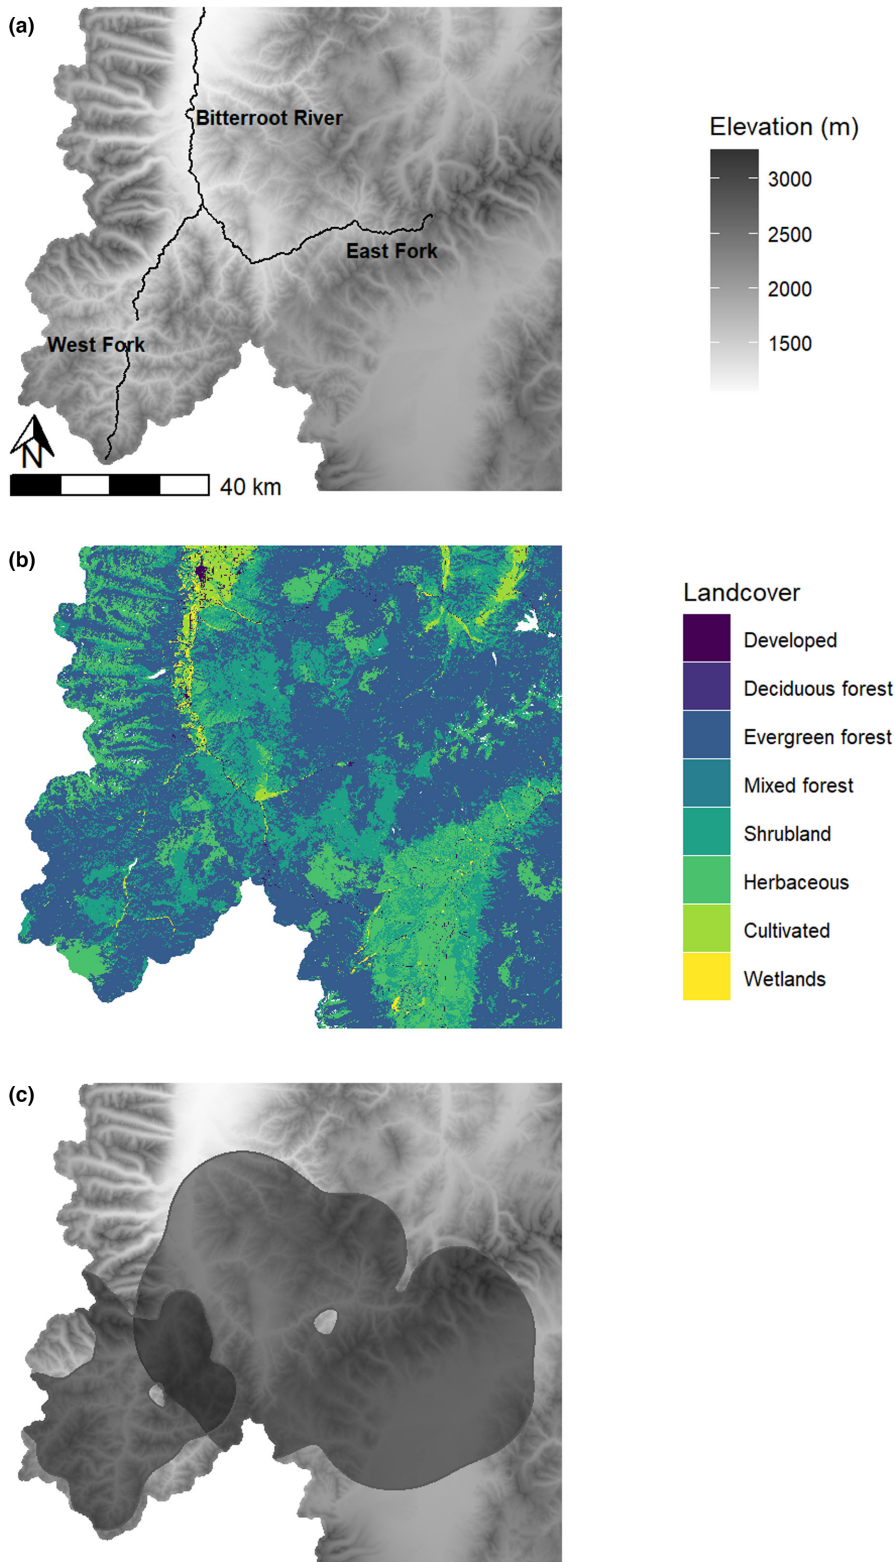 (a)
Bitterroot River
East Fork
West Fork
N
40 km
Elevation (m)
3000
2500
2000
1500
(b)
Landcover
Developed
Deciduous forest
Evergreen forest
Mixed forest
Shrubland
Herbaceous
Cultivated
Wetlands
(c)